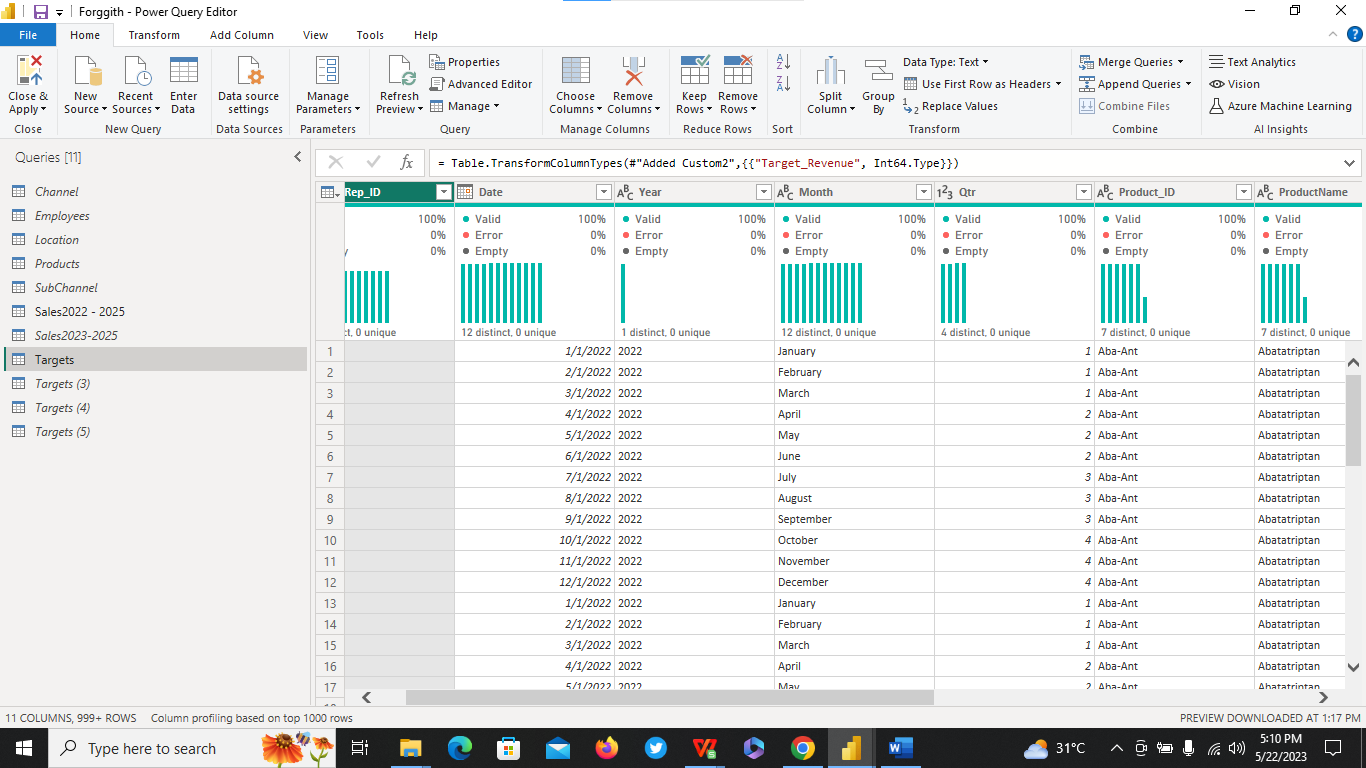 Forggith - Power Query Editor
File Home Transform Add Column View Tools Help
Close & Apply
New Source
Recent Sources
Enter Data
Data source settings
Manage Parameters
Refresh Preview
Properties
Advanced Editor
Manage
Choose Columns
Remove Columns
Keep Rows
Remove Rows
Split Column
Group By
Data Type: Text
Use First Row as Headers
Replace Values
Merge Queries
Append Queries
Combine Files
Text Analytics
Vision
Azure Machine Learning
Close New Query Data Sources Parameters Query Manage Columns Reduce Rows Sort Transform Combine AI Insights
Queries [11]
Channel
Employees
Location
Products
SubChannel
Sales2022 - 2025
Sales2023-2025
Targets
Targets (3)
Targets (4)
Targets (5)
fx = Table.TransformColumnTypes(#"Added Custom2",{{"Target_Revenue", Int64.Type}})
Rep_ID Date ABC Year ABC Month 123 Qtr ABC Product_ID ABC ProductName
100% Valid 100% Valid 100% Valid 100% Valid 100% Valid 100% Valid
0% Error 0% Error 0% Error 0% Error 0% Error 0% Error
y 0% Empty 0% Empty 0% Empty 0% Empty 0% Empty 0% Empty
ct, 0 unique 12 distinct, 0 unique 1 distinct, 0 unique 12 distinct, 0 unique 4 distinct, 0 unique 7 distinct, 0 unique 7 distinct, 0 unique
1 1/1/2022 2022 January 1 Aba-Ant Abatatriptan
2 2/1/2022 2022 February 1 Aba-Ant Abatatriptan
3 3/1/2022 2022 March 1 Aba-Ant Abatatriptan
4 4/1/2022 2022 April 2 Aba-Ant Abatatriptan
5 5/1/2022 2022 May 2 Aba-Ant Abatatriptan
6 6/1/2022 2022 June 2 Aba-Ant Abatatriptan
7 7/1/2022 2022 July 3 Aba-Ant Abatatriptan
8 8/1/2022 2022 August 3 Aba-Ant Abatatriptan
9 9/1/2022 2022 September 3 Aba-Ant Abatatriptan
10 10/1/2022 2022 October 4 Aba-Ant Abatatriptan
11 11/1/2022 2022 November 4 Aba-Ant Abatatriptan
12 12/1/2022 2022 December 4 Aba-Ant Abatatriptan
13 1/1/2022 2022 January 1 Aba-Ant Abatatriptan
14 2/1/2022 2022 February 1 Aba-Ant Abatatriptan
15 3/1/2022 2022 March 1 Aba-Ant Abatatriptan
16 4/1/2022 2022 April 2 Aba-Ant Abatatriptan
17 5/1/2022 2022 May 2 Aba-Ant Abatatriptan
11 COLUMNS, 999+ ROWS Column profiling based on top 1000 rows PREVIEW DOWNLOADED AT 1:17 PM
Type here to search
31°C
5:10 PM
5/22/2023